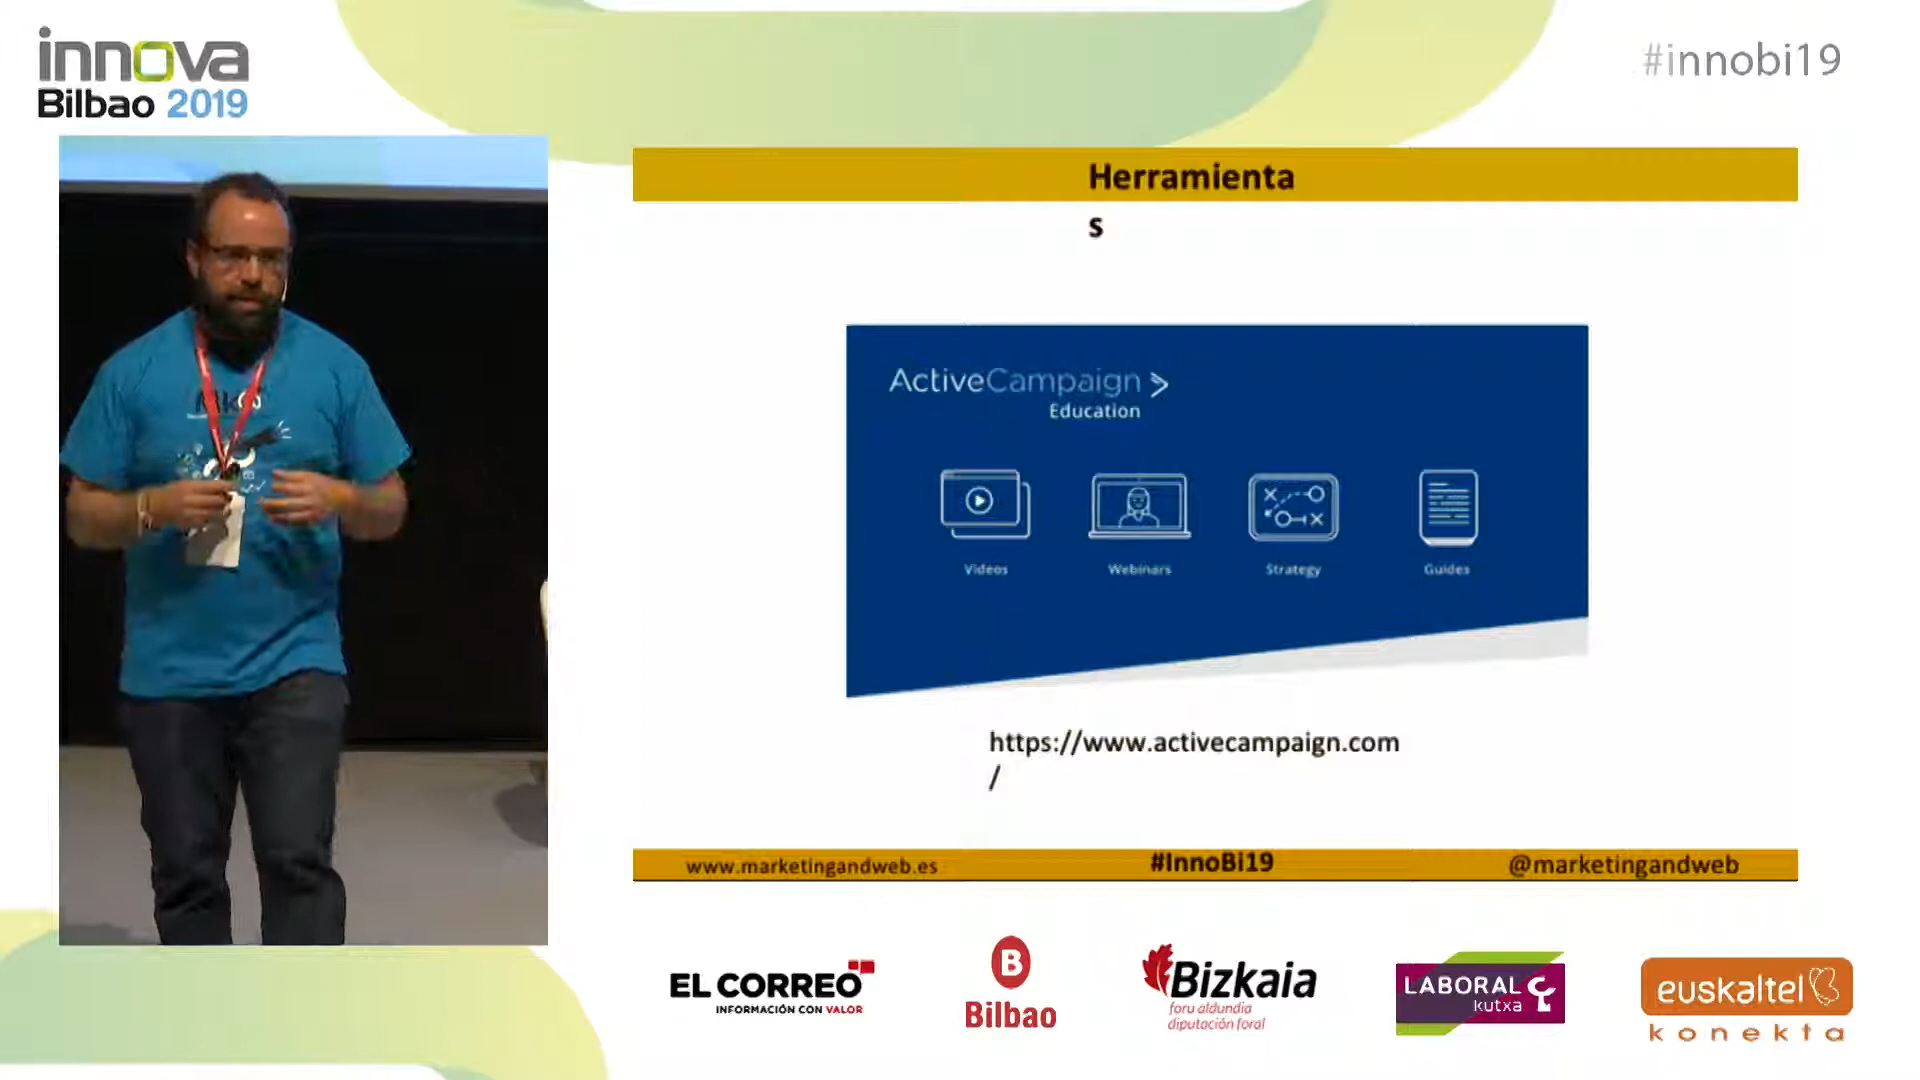 innova
Bilbao 2019
#innobi19
Herramienta
s
ActiveCampaign
Education
Videos
Webinars
Strategy
Guides
https://www.activecampaign.com
/
www.marketingandweb.es
#InnoBi19
@marketingandweb
EL CORREO
INFORMACIÓN CON VALOR
B
Bilbao
Bizkaia
foru aldundia
diputación foral
LABORAL
kutxa
euskaltel
konekta